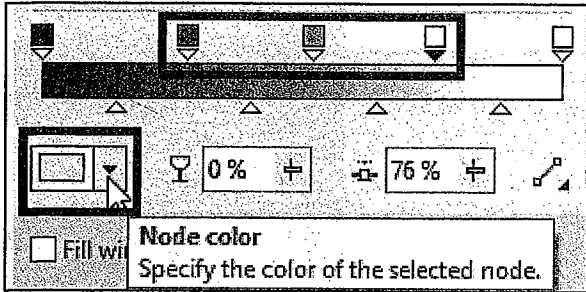 0 %
76 %
Fill wi
Node color
Specify the color of the selected node.